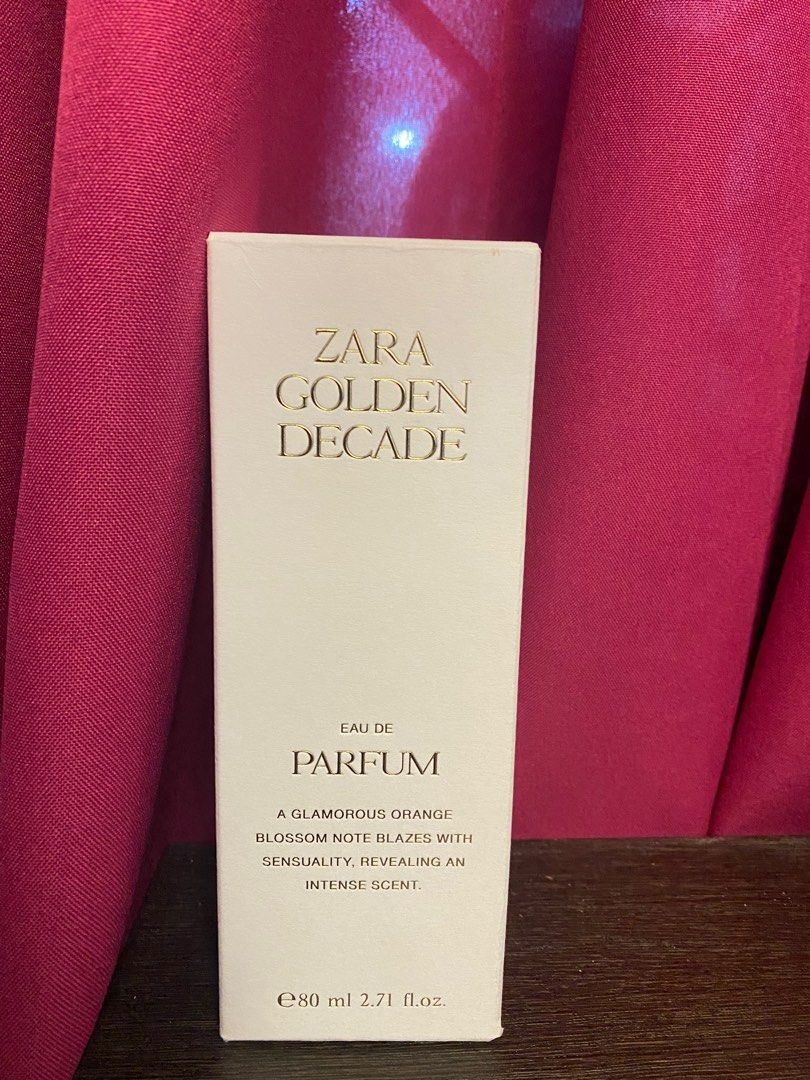 ZARA
GOLDEN
DECADE
EAU DE
PARFUM
A GLAMOROUS ORANGE
BLOSSOM NOTE BLAZES WITH
SENSUALITY, REVEALING AN
INTENSE SCENT.
℮80 ml 2.71 fl.oz.